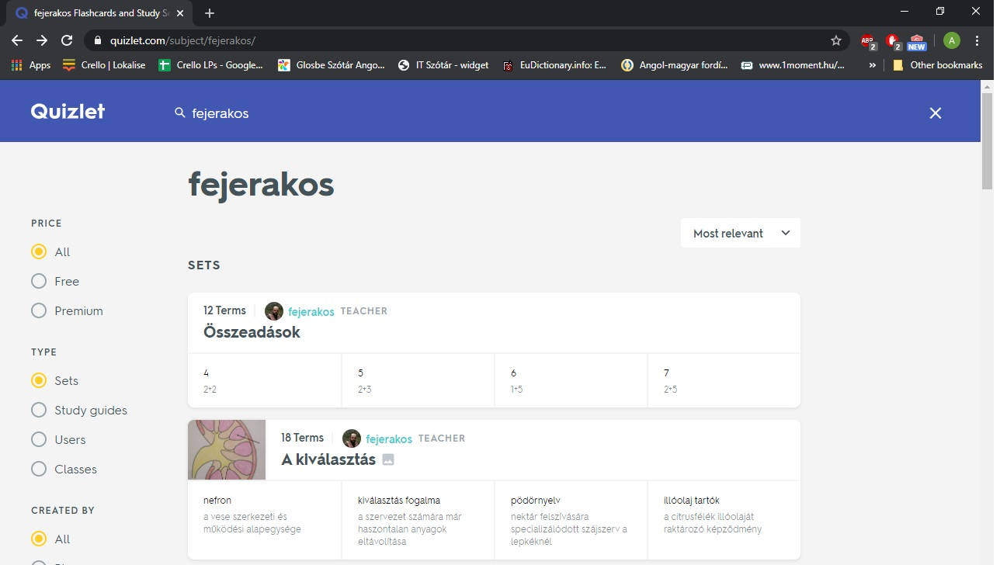 fejerakos Flashcards and Study Se
quizlet.com/subject/fejerakos/
ABP 2 2 NEW A
Apps Crello | Lokalise Crello LPs - Google... Glosbe Szótár Ango... IT Szótár - widget EuDictionary.info: E... Angol-magyar fordí... www.1moment.hu/... » Other bookmarks
Quizlet fejerakos
fejerakos
PRICE
Most relevant
All
Free
Premium
SETS
12 Terms fejerakos TEACHER
Összeadások
4 5 6 7
2+2 2+3 1+5 2+5
TYPE
Sets
Study guides
Users
Classes
18 Terms fejerakos TEACHER
A kiválasztás
nefron
a vese szerkezeti és
működési alapegysége
kiválasztás fogalma
a szervezet számára már
haszontalan anyagok
eltávolítása
pödörnyelv
nektár felszívására
specializálódott szájszerv a
lepkéknél
illóolaj tartók
a citrusfélék illóolaját
raktározó képződmény
CREATED BY
All